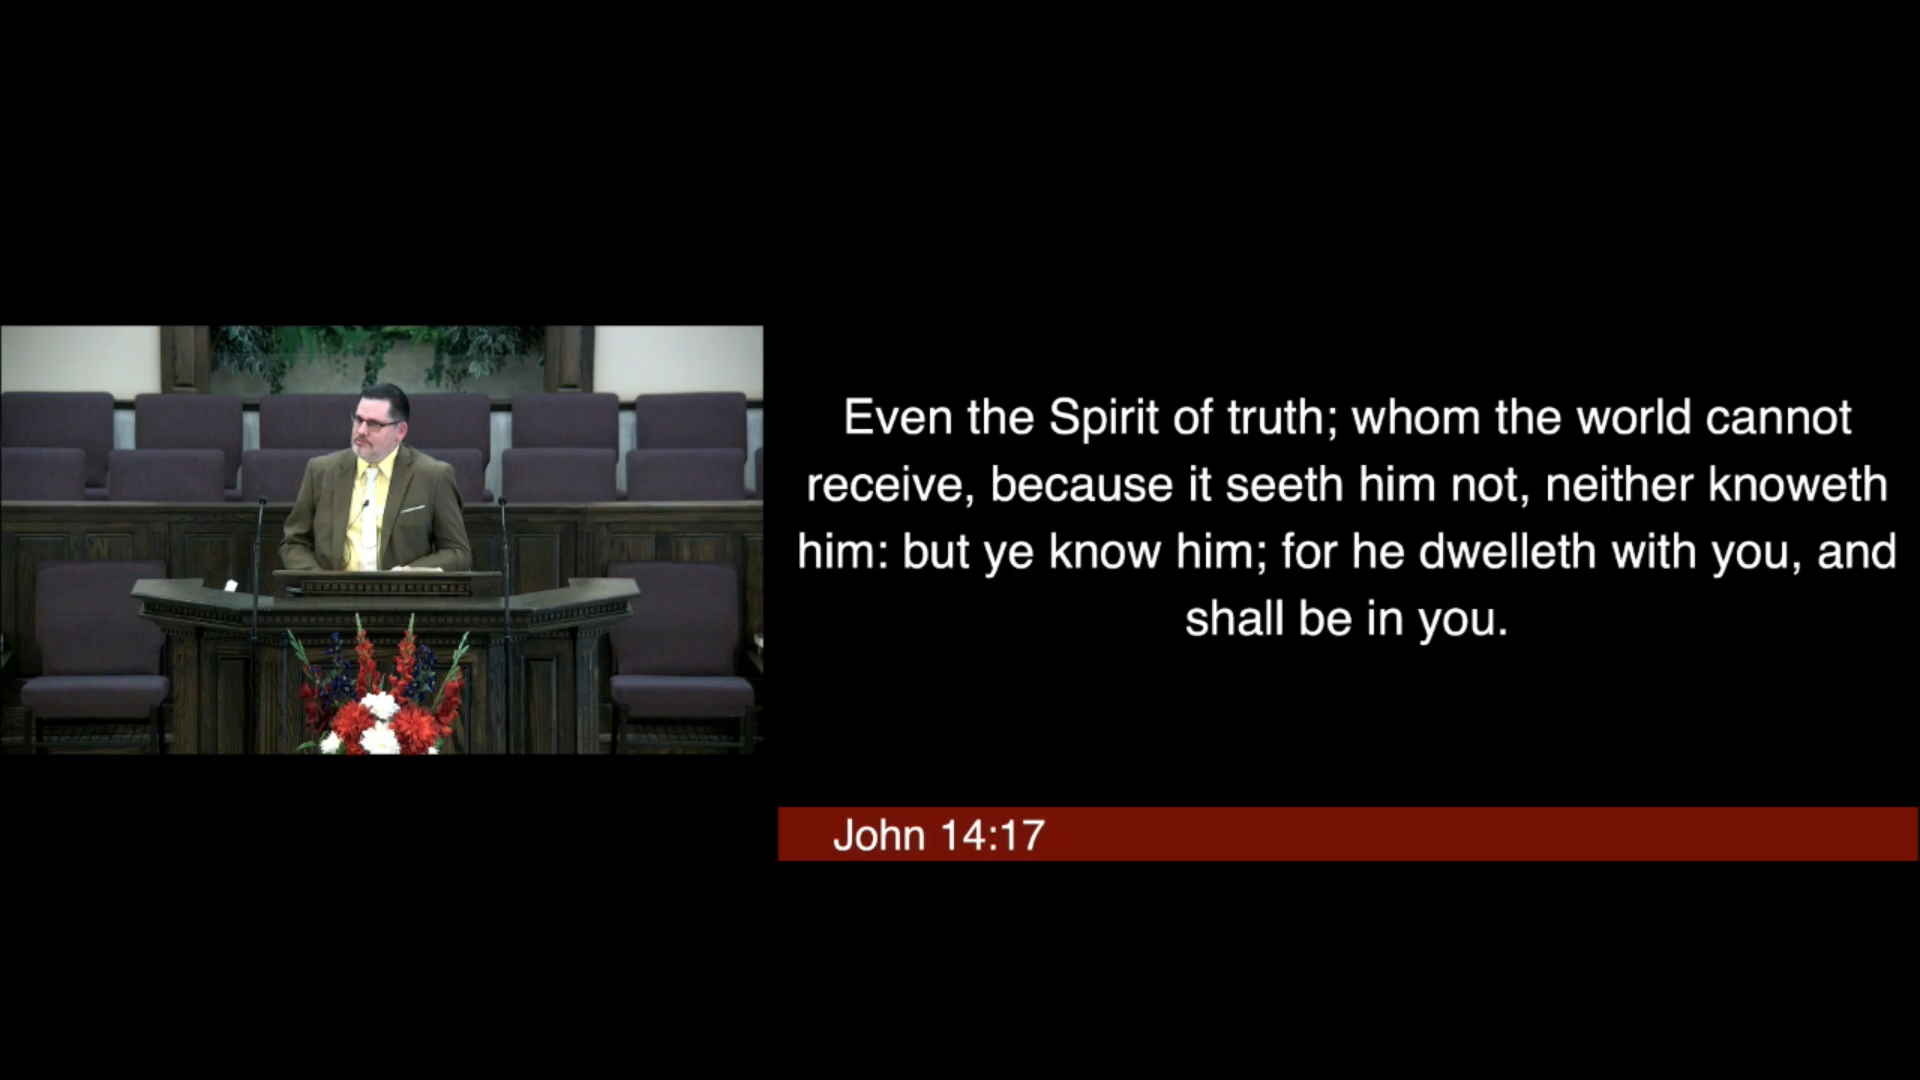 Even the Spirit of truth; whom the world cannot
receive, because it seeth him not, neither knoweth
him: but ye know him; for he dwelleth with you, and
shall be in you.
John 14:17